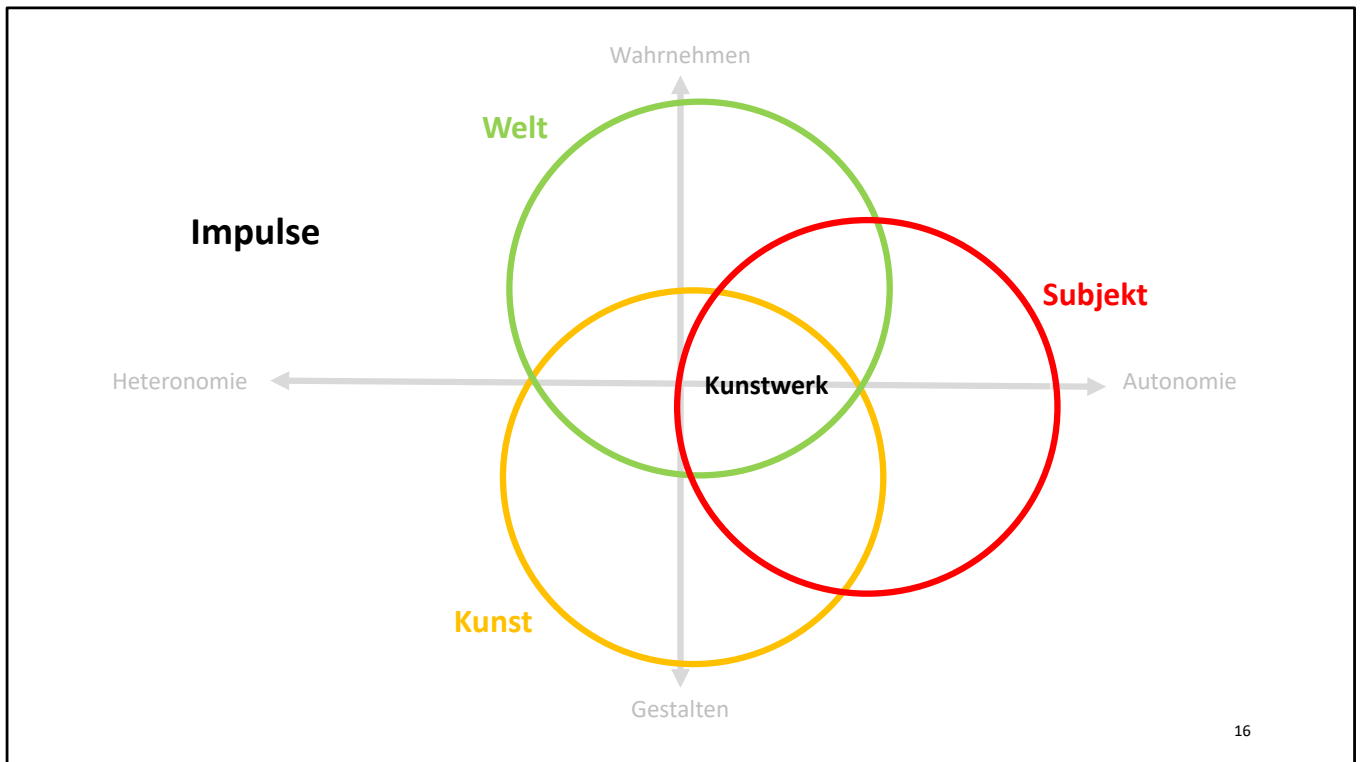 Wahrnehmen
Welt
Impulse
Subjekt
Heteronomie
Kunstwerk
Autonomie
Kunst
Gestalten
16